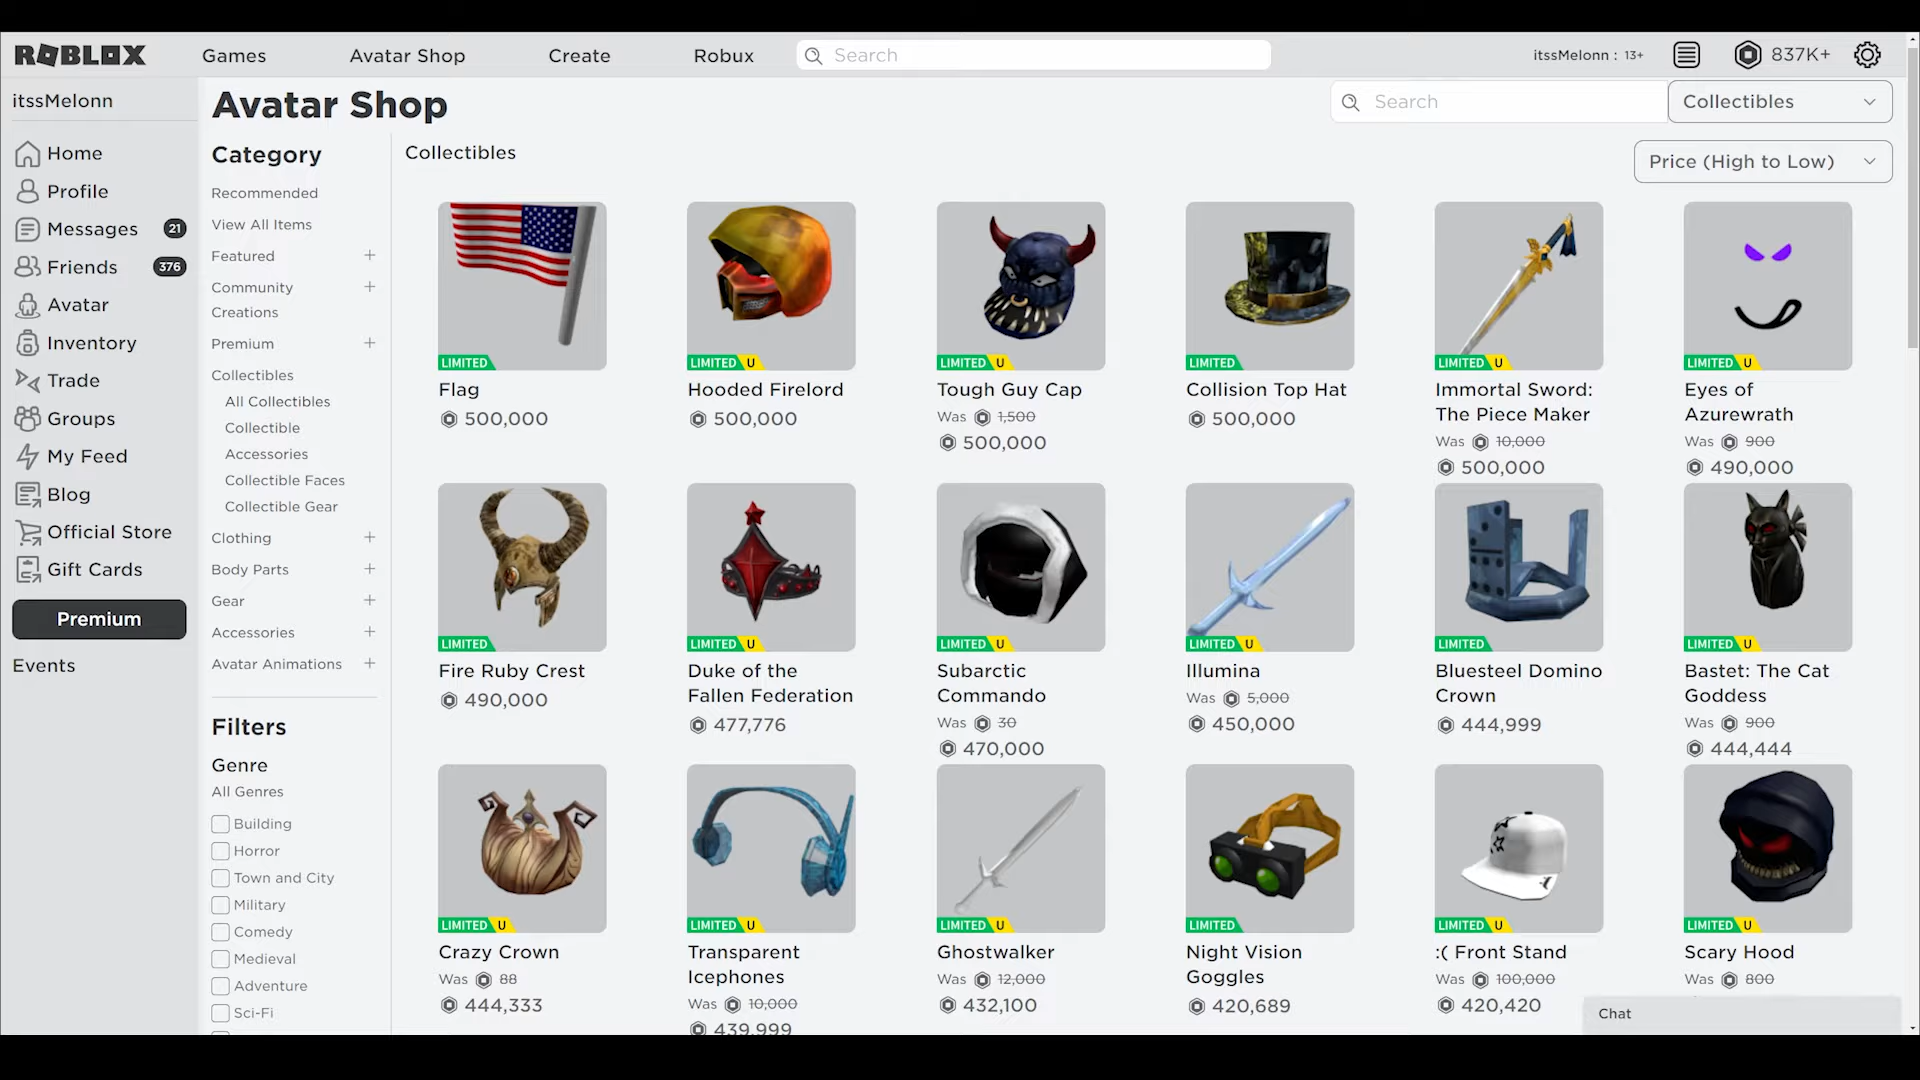 ROBLOX
Games
Avatar Shop
Create
Robux
Search
itssMelonn : 13+
837K+
itssMelonn
Home
Profile
Messages 21
Friends 376
Avatar
Inventory
Trade
Groups
My Feed
Blog
Official Store
Gift Cards
Premium
Events
Avatar Shop
Search
Collectibles
Category
Recommended
View All Items
Featured +
Community +
Creations
Premium +
Collectibles
All Collectibles
Collectible
Accessories
Collectible Faces
Collectible Gear
Clothing +
Body Parts +
Gear +
Accessories +
Avatar Animations +
Filters
Genre
All Genres
Building
Horror
Town and City
Military
Comedy
Medieval
Adventure
Sci-Fi
Collectibles
Price (High to Low)
LIMITED
Flag
500,000
LIMITED U
Hooded Firelord
500,000
LIMITED U
Tough Guy Cap
Was 1,500
500,000
LIMITED
Collision Top Hat
500,000
LIMITED U
Immortal Sword:
The Piece Maker
Was 10,000
500,000
LIMITED U
Eyes of
Azurewrath
Was 900
490,000
LIMITED
Fire Ruby Crest
490,000
LIMITED U
Duke of the
Fallen Federation
477,776
LIMITED U
Subarctic
Commando
Was 30
470,000
LIMITED U
Illumina
Was 5,000
450,000
LIMITED
Bluesteel Domino
Crown
444,999
LIMITED U
Bastet: The Cat
Goddess
Was 900
444,444
LIMITED U
Crazy Crown
Was 88
444,333
LIMITED U
Transparent
Icephones
Was 10,000
439,999
LIMITED U
Ghostwalker
Was 12,000
432,100
LIMITED
Night Vision
Goggles
420,689
LIMITED U
:( Front Stand
Was 100,000
420,420
LIMITED U
Scary Hood
Was 800
Chat